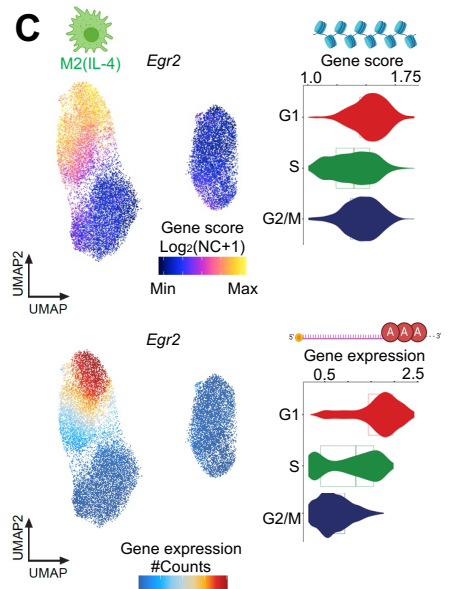 C
M2(IL-4)
Egr2
Gene score
1.0 1.75
G1
S
G2/M
Gene score
Log₂(NC+1)
Min Max
UMAP2
UMAP
Egr2
5' A A A 3'
Gene expression
0.5 2.5
G1
S
G2/M
UMAP2
UMAP
Gene expression
#Counts